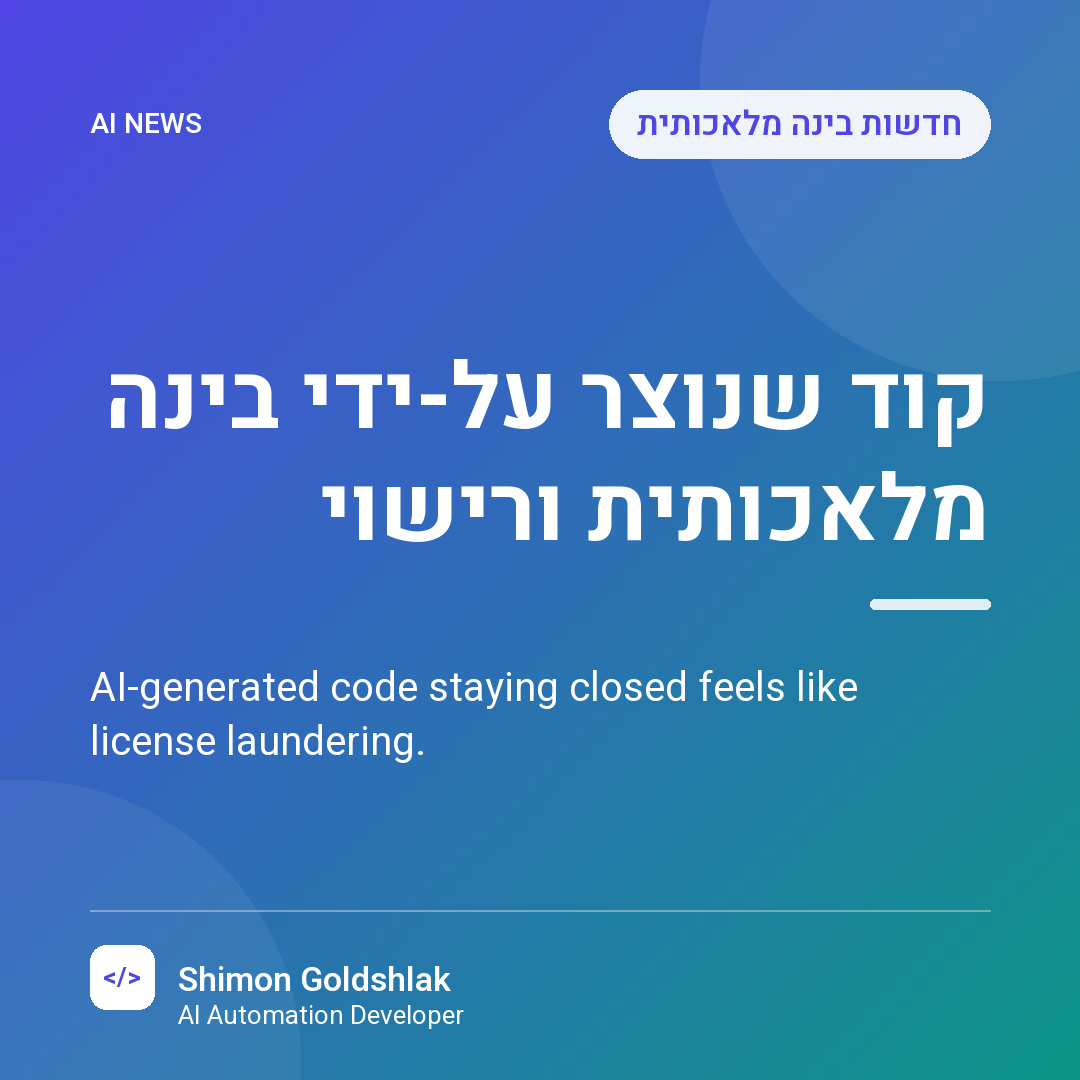 AI NEWS
חדשות בינה מלאכותית
קוד שנוצר על-ידי בינה
מלאכותית ורישוי
AI-generated code staying closed feels like
license laundering.
</>
Shimon Goldshlak
AI Automation Developer